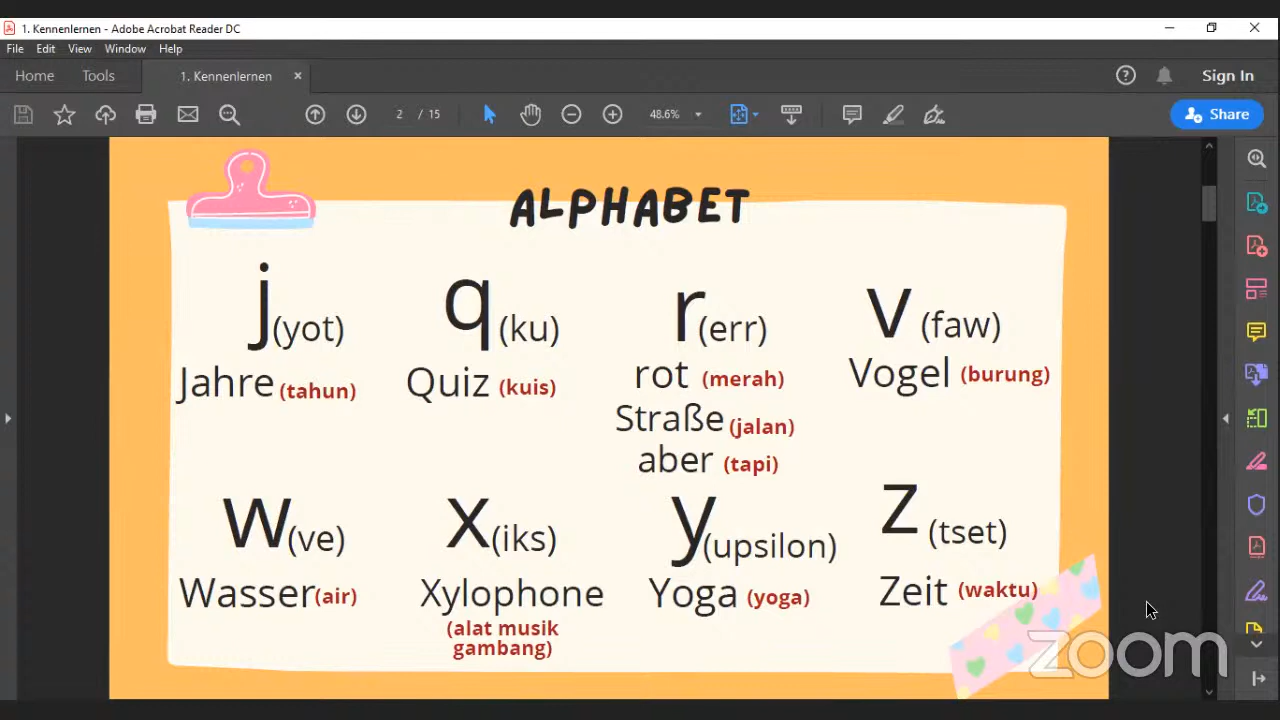 1. Kennenlernen - Adobe Acrobat Reader DC
File Edit View Window Help
Home Tools 1. Kennenlernen ×
Sign In
2 / 15 48.6%
Share
ALPHABET
j (yot) q (ku) r (err) v (faw)
Jahre (tahun) Quiz (kuis) rot (merah) Vogel (burung)
Straße (jalan)
aber (tapi)
w (ve) x (iks) y (upsilon) z (tset)
Wasser (air) Xylophone Yoga (yoga) Zeit (waktu)
(alat musik
gambang)
zoom